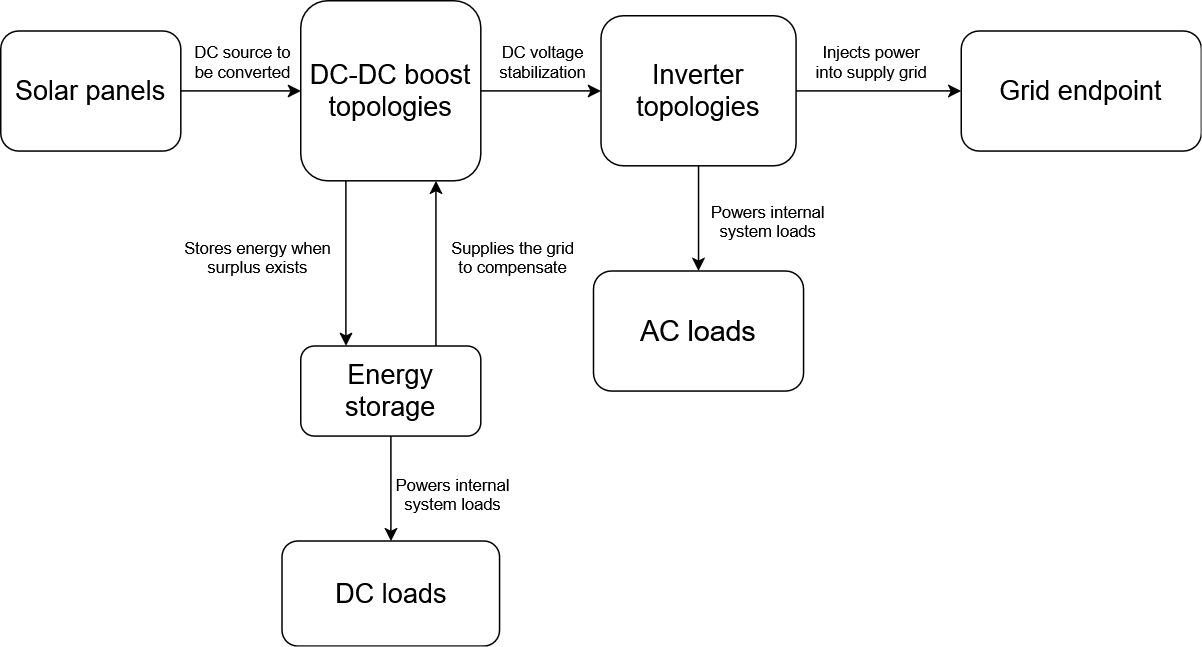 Solar panels
DC source to
be converted
DC-DC boost
topologies
DC voltage
stabilization
Inverter
topologies
Injects power
into supply grid
Grid endpoint
Stores energy when
surplus exists
Supplies the grid
to compensate
Powers internal
system loads
AC loads
Energy
storage
Powers internal
system loads
DC loads